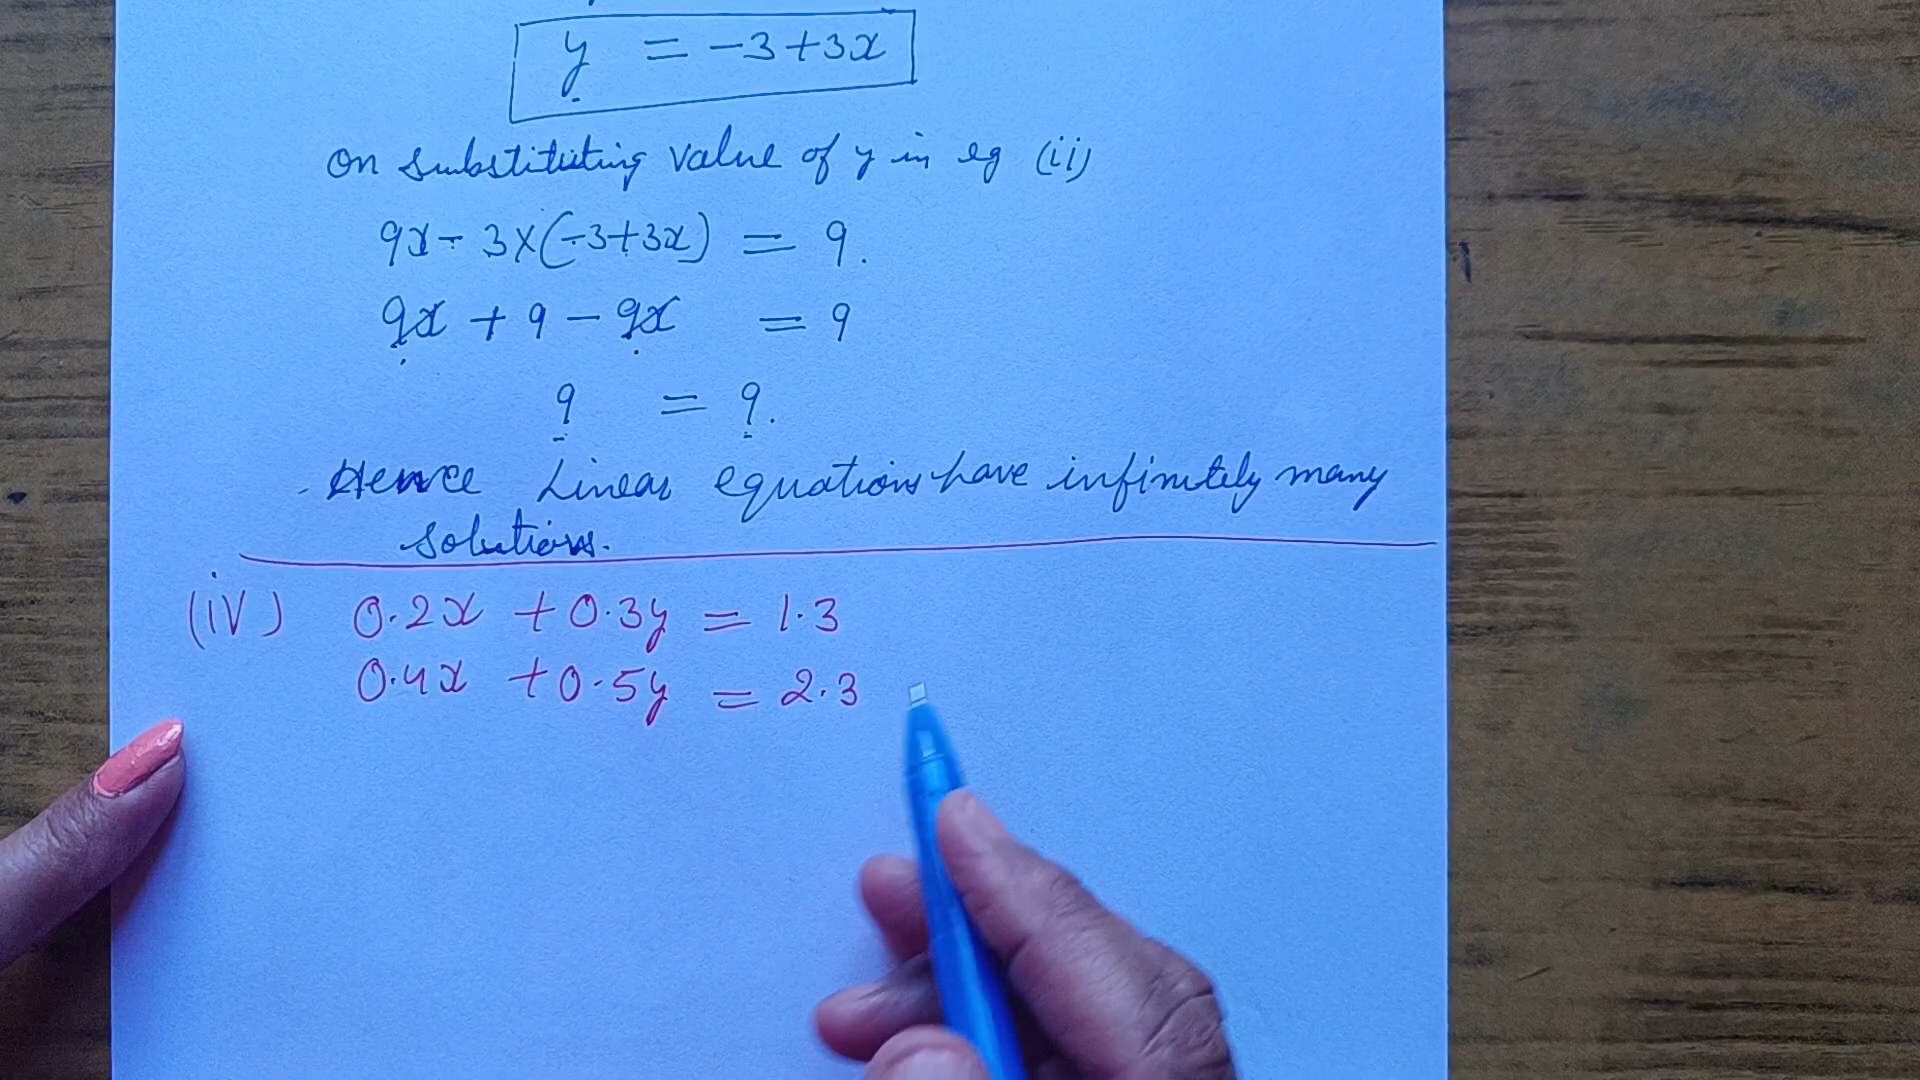 y = -3+3x
on substituting value of y in eq (ii)
9x - 3x(-3+3x) = 9.
9x + 9 - 9x = 9
9 = 9.
Hence Linear equations have infinitely many
solutions.
(iv) 0.2x + 0.3y = 1.3
0.4x + 0.5y = 2.3